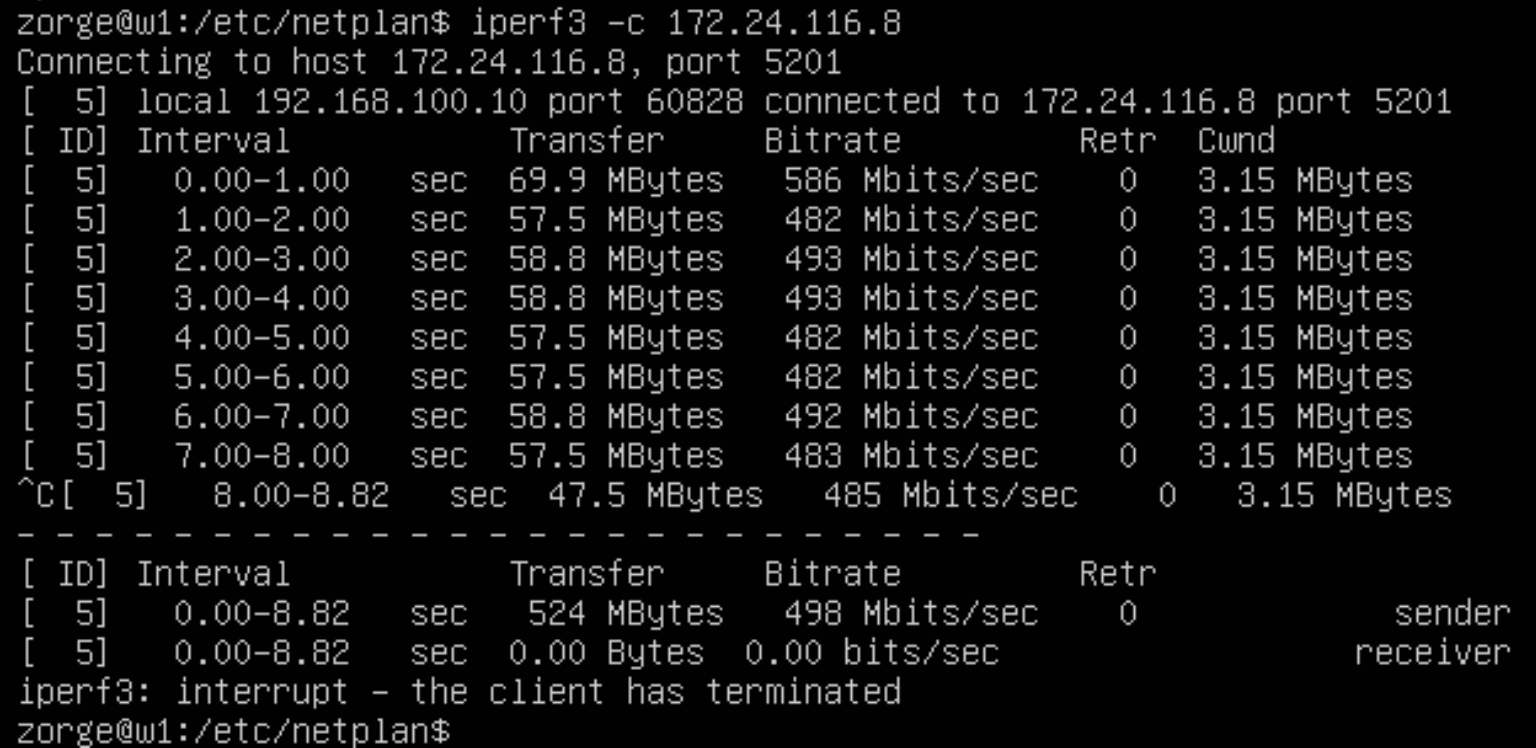 zorge@w1:/etc/netplan$ iperf3 -c 172.24.116.8
Connecting to host 172.24.116.8, port 5201
[  5] local 192.168.100.10 port 60828 connected to 172.24.116.8 port 5201
[ ID] Interval           Transfer     Bitrate         Retr  Cwnd
[  5]   0.00-1.00   sec  69.9 MBytes   586 Mbits/sec    0   3.15 MBytes
[  5]   1.00-2.00   sec  57.5 MBytes   482 Mbits/sec    0   3.15 MBytes
[  5]   2.00-3.00   sec  58.8 MBytes   493 Mbits/sec    0   3.15 MBytes
[  5]   3.00-4.00   sec  58.8 MBytes   493 Mbits/sec    0   3.15 MBytes
[  5]   4.00-5.00   sec  57.5 MBytes   482 Mbits/sec    0   3.15 MBytes
[  5]   5.00-6.00   sec  57.5 MBytes   482 Mbits/sec    0   3.15 MBytes
[  5]   6.00-7.00   sec  58.8 MBytes   492 Mbits/sec    0   3.15 MBytes
[  5]   7.00-8.00   sec  57.5 MBytes   483 Mbits/sec    0   3.15 MBytes
^C[  5]   8.00-8.82   sec  47.5 MBytes   485 Mbits/sec    0   3.15 MBytes
- - - - - - - - - - - - - - - - - - - - - - - - -
[ ID] Interval           Transfer     Bitrate         Retr
[  5]   0.00-8.82   sec   524 MBytes   498 Mbits/sec    0             sender
[  5]   0.00-8.82   sec  0.00 Bytes  0.00 bits/sec                  receiver
iperf3: interrupt - the client has terminated
zorge@w1:/etc/netplan$